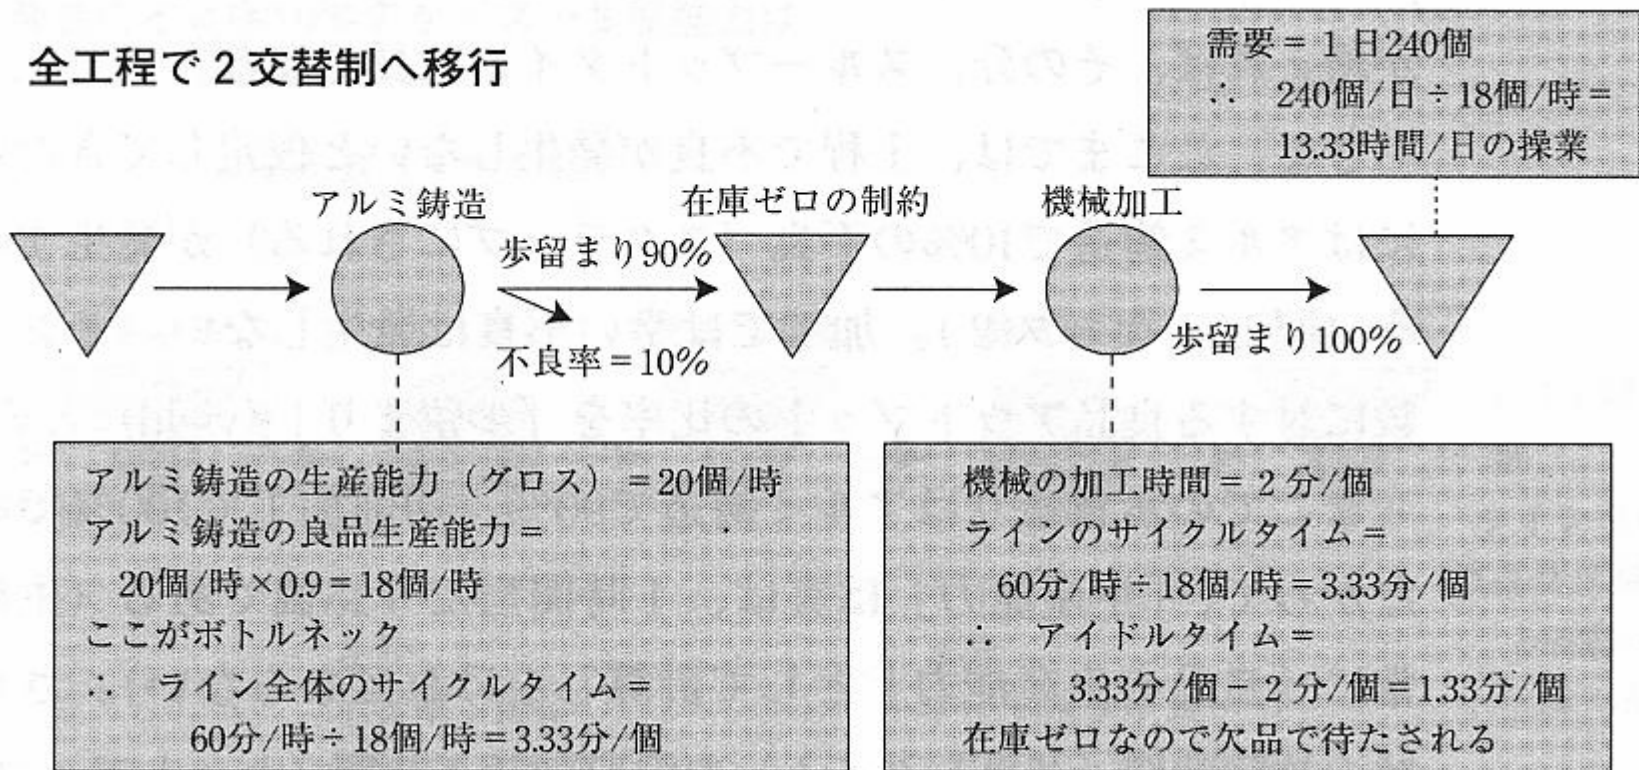 全工程で2交替制へ移行
需要＝1日240個
∴ 240個/日÷18個/時＝
13.33時間/日の操業
アルミ鋳造
在庫ゼロの制約
機械加工
歩留まり90%
不良率＝10%
歩留まり100%
アルミ鋳造の生産能力（グロス）＝20個/時
アルミ鋳造の良品生産能力＝
20個/時×0.9＝18個/時
ここがボトルネック
∴ ライン全体のサイクルタイム＝
60分/時÷18個/時＝3.33分/個
機械の加工時間＝2分/個
ラインのサイクルタイム＝
60分/時÷18個/時＝3.33分/個
∴ アイドルタイム＝
3.33分/個－2分/個＝1.33分/個
在庫ゼロなので欠品で待たされる